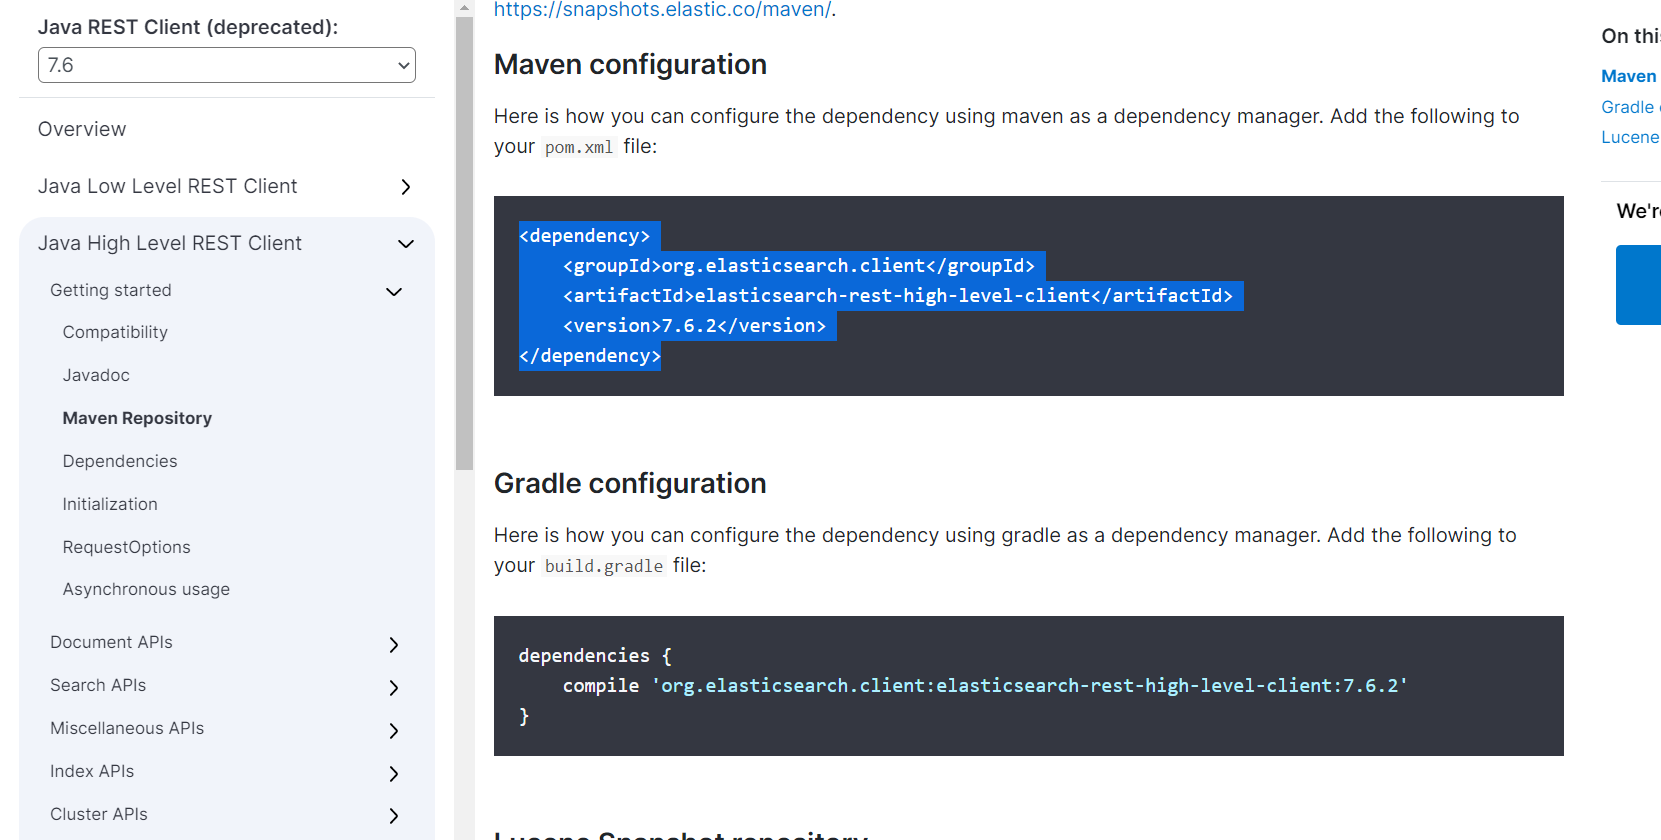 Java REST Client (deprecated):
7.6
Overview
Java Low Level REST Client
Java High Level REST Client
Getting started
Compatibility
Javadoc
Maven Repository
Dependencies
Initialization
RequestOptions
Asynchronous usage
Document APIs
Search APIs
Miscellaneous APIs
Index APIs
Cluster APIs
https://snapshots.elastic.co/maven/.
Maven configuration
Here is how you can configure the dependency using maven as a dependency manager. Add the following to
your pom.xml file:
<dependency>
    <groupId>org.elasticsearch.client</groupId>
    <artifactId>elasticsearch-rest-high-level-client</artifactId>
    <version>7.6.2</version>
</dependency>
Gradle configuration
Here is how you can configure the dependency using gradle as a dependency manager. Add the following to
your build.gradle file:
dependencies {
    compile 'org.elasticsearch.client:elasticsearch-rest-high-level-client:7.6.2'
}
Lucene Snapshot repository
On thi
Maven
Gradle
Lucene
We'r